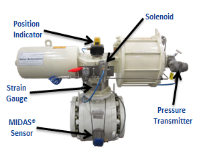 Position
Indicator
Solenoid
Strain
Gauge
MIDAS®
Sensor
Pressure
Transmitter